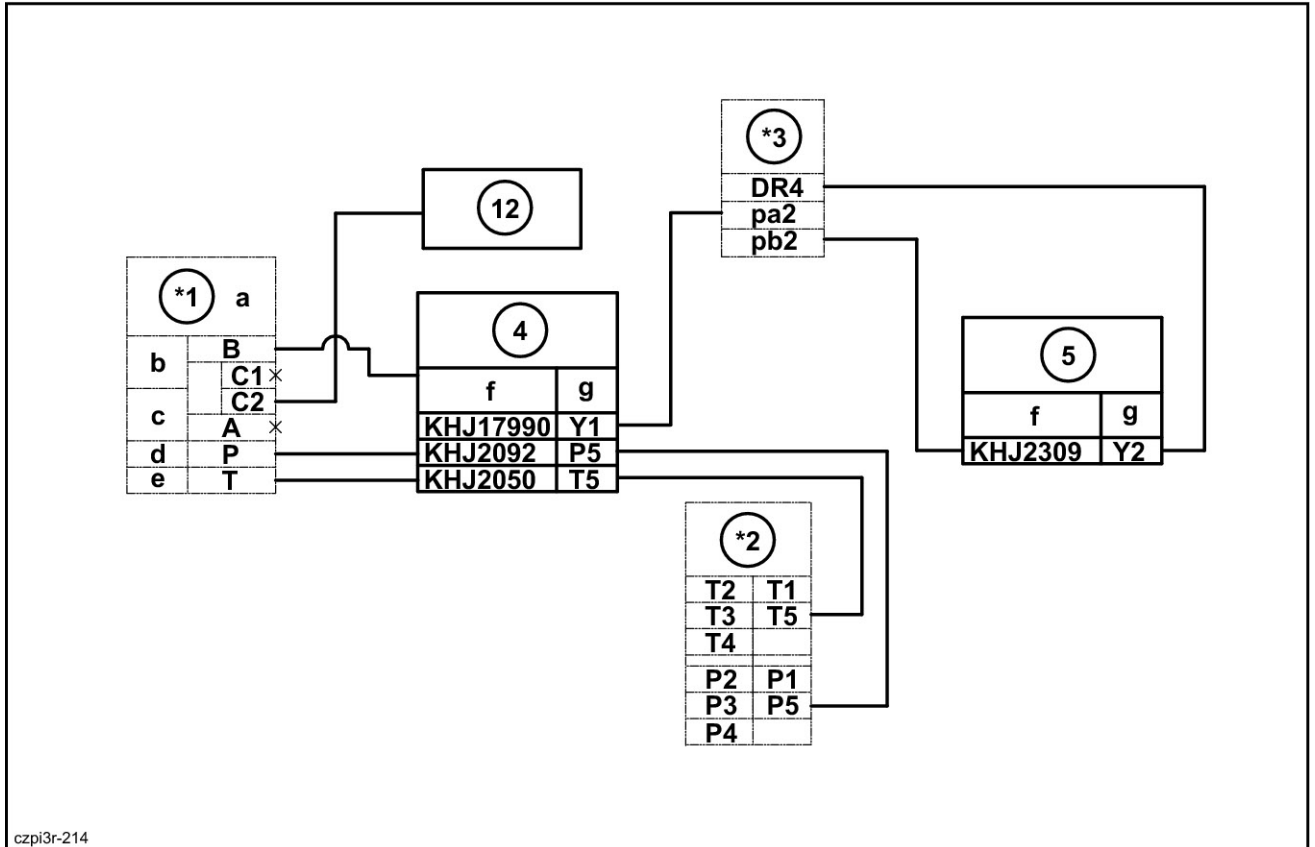 *3
DR4
pa2
pb2
12
*1 a
b B
C1
c C2
A
d P
e T
4
f g
KHJ17990 Y1
KHJ2092 P5
KHJ2050 T5
5
f g
KHJ2309 Y2
*2
T2 T1
T3 T5
T4
P2 P1
P3 P5
P4
czpi3r-214